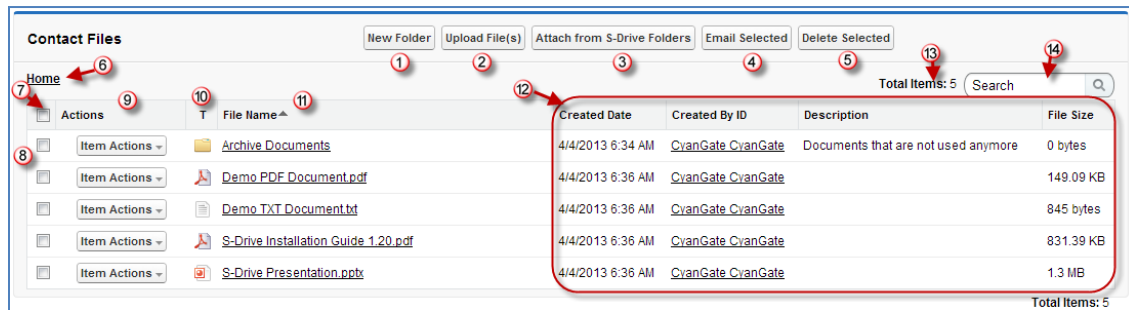 Contact Files New Folder Upload File(s) Attach from S-Drive Folders Email Selected Delete Selected
1 2 3 4 5
6 13 14
Home Total Items: 5 Search
7 9 10 11 12
Actions T File Name Created Date Created By ID Description File Size
8 Item Actions Archive Documents 4/4/2013 6:34 AM CyanGate CyanGate Documents that are not used anymore 0 bytes
Item Actions Demo PDF Document.pdf 4/4/2013 6:36 AM CyanGate CyanGate 149.09 KB
Item Actions Demo TXT Document.txt 4/4/2013 6:36 AM CyanGate CyanGate 845 bytes
Item Actions S-Drive Installation Guide 1.20.pdf 4/4/2013 6:36 AM CyanGate CyanGate 831.39 KB
Item Actions S-Drive Presentation.pptx 4/4/2013 6:36 AM CyanGate CyanGate 1.3 MB
Total Items: 5